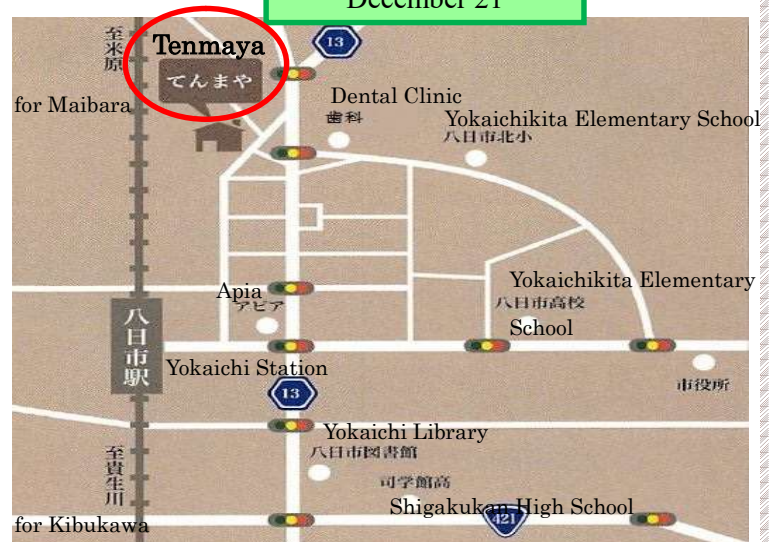 December 21
至米原
Tenmaya
てんまや
for Maibara
13
Dental Clinic
歯科
Yokaichikita Elementary School
八日市北小
Apia
アピア
Yokaichikita Elementary
八日市高校
School
八日市駅
Yokaichi Station
市役所
13
Yokaichi Library
八日市図書館
至貴生川
司学館高
Shigakukan High School
421
for Kibukawa